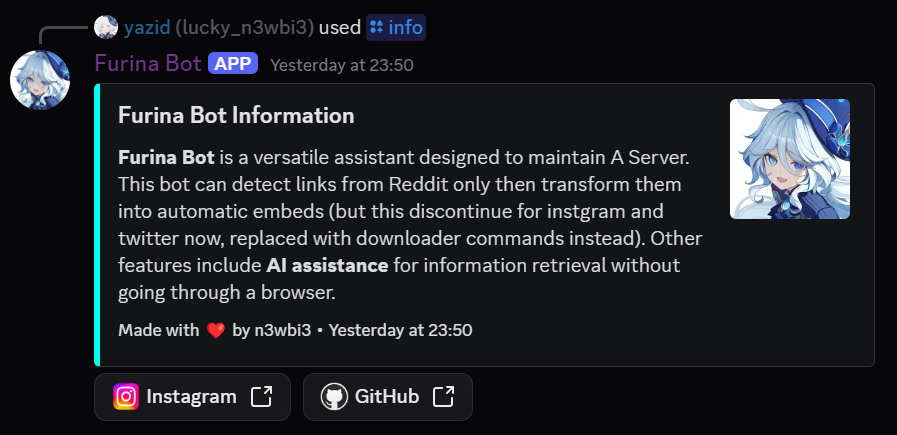 yazid (lucky_n3wbi3) used info
Furina Bot APP Yesterday at 23:50
Furina Bot Information
Furina Bot is a versatile assistant designed to maintain A Server.
This bot can detect links from Reddit only then transform them
into automatic embeds (but this discontinue for instgram and
twitter now, replaced with downloader commands instead). Other
features include AI assistance for information retrieval without
going through a browser.
Made with ❤️ by n3wbi3 • Yesterday at 23:50
Instagram GitHub